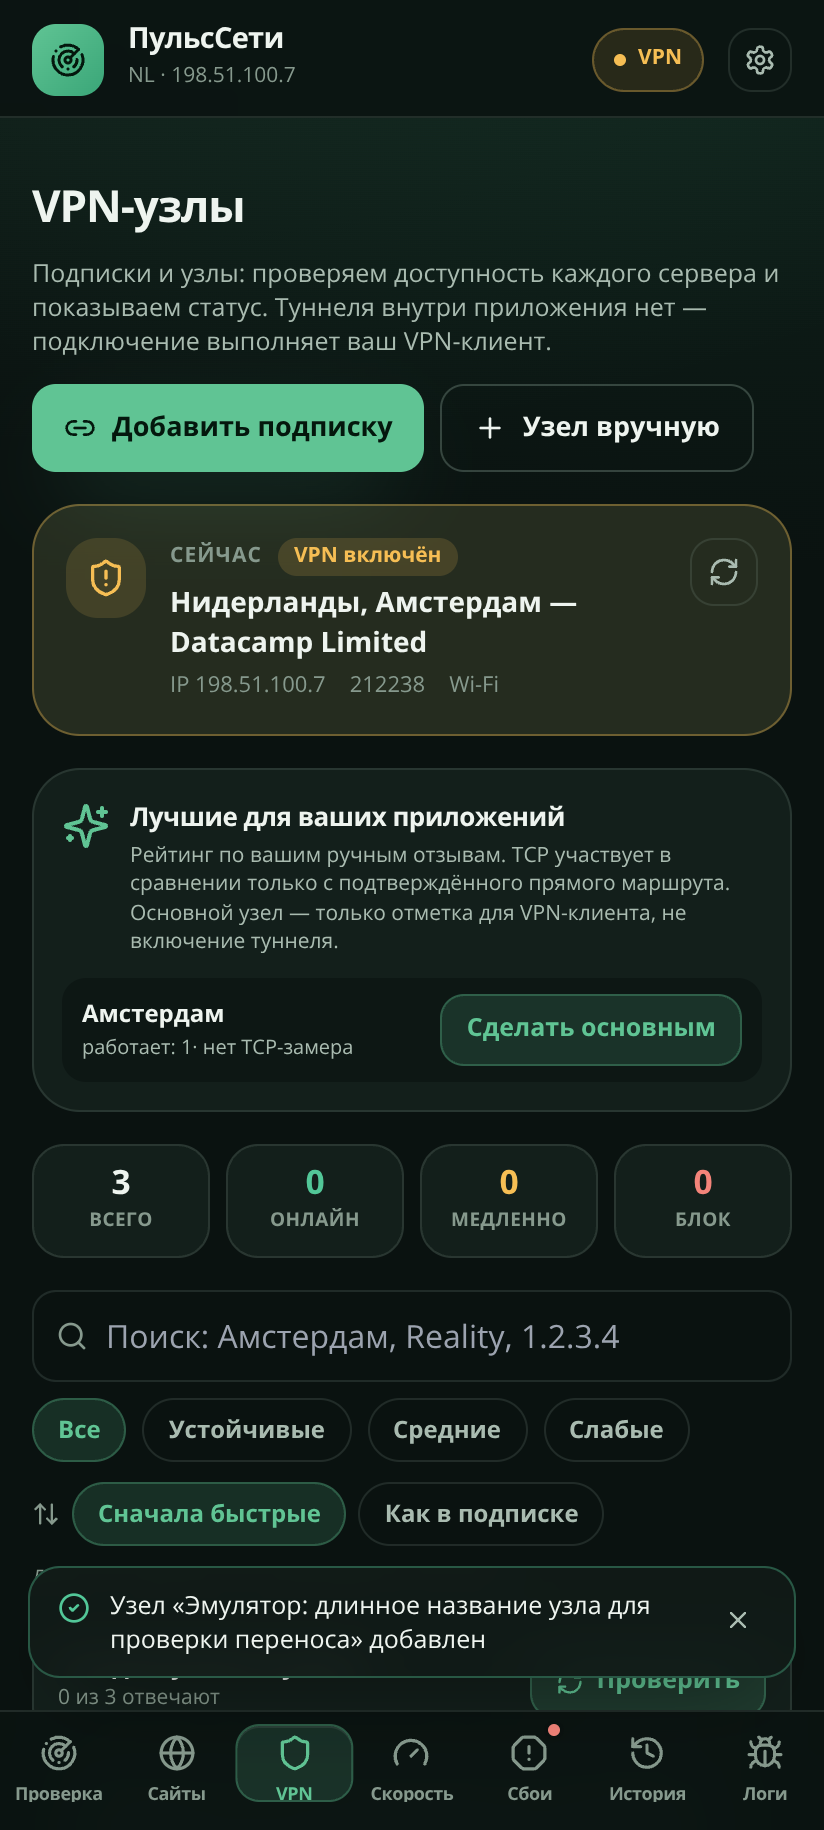 ПульсСети
NL · 198.51.100.7
VPN
VPN-узлы
Подписки и узлы: проверяем доступность каждого сервера и
показываем статус. Туннеля внутри приложения нет —
подключение выполняет ваш VPN-клиент.
Добавить подписку
Узел вручную
СЕЙЧАС
VPN включён
Нидерланды, Амстердам —
Datacamp Limited
IP 198.51.100.7 212238 Wi-Fi
Лучшие для ваших приложений
Рейтинг по вашим ручным отзывам. TCP участвует в
сравнении только с подтверждённого прямого маршрута.
Основной узел — только отметка для VPN-клиента, не
включение туннеля.
Амстердам
работает: 1· нет TCP-замера
Сделать основным
3
ВСЕГО
0
ОНЛАЙН
0
МЕДЛЕННО
0
БЛОК
Поиск: Амстердам, Reality, 1.2.3.4
Все
Устойчивые
Средние
Слабые
Сначала быстрые
Как в подписке
Узел «Эмулятор: длинное название узла для
проверки переноса» добавлен
0 из 3 отвечают
Проверить
Проверка
Сайты
VPN
Скорость
Сбои
История
Логи